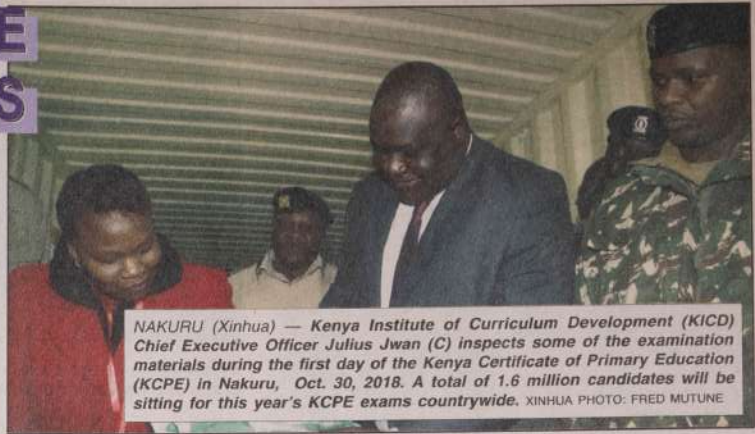 E
S
NAKURU (Xinhua) — Kenya Institute of Curriculum Development (KICD)
Chief Executive Officer Julius Jwan (C) inspects some of the examination
materials during the first day of the Kenya Certificate of Primary Education
(KCPE) in Nakuru, Oct. 30, 2018. A total of 1.6 million candidates will be
sitting for this year's KCPE exams countrywide. XINHUA PHOTO: FRED MUTUNE